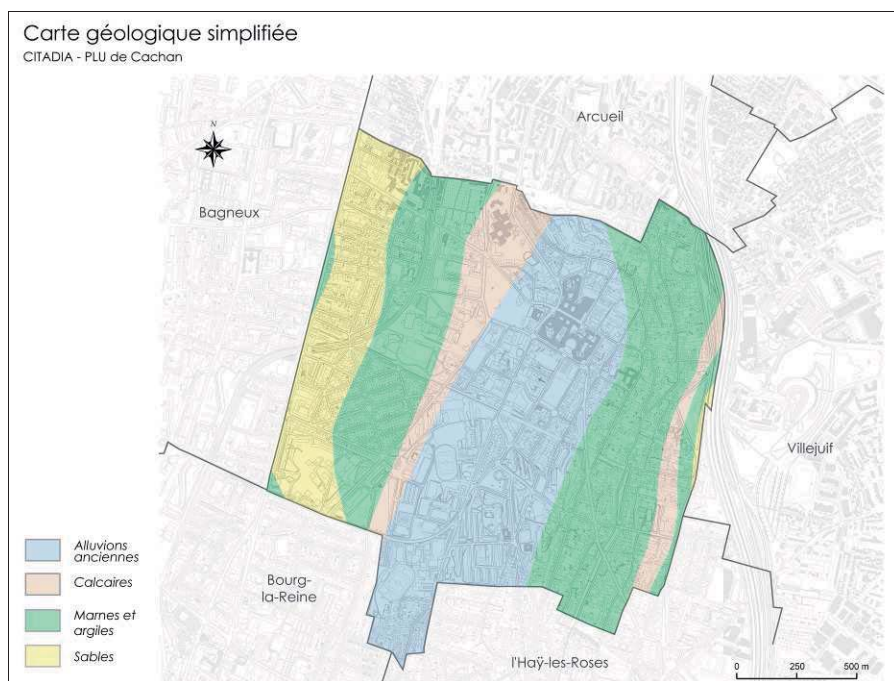 Carte géologique simplifiée
CITADIA - PLU de Cachan
N
Arcueil
Bagneux
Villejuif
Alluvions
anciennes
Calcaires
Marnes et
argiles
Sables
Bourg-
la-Reine
l'Haÿ-les-Roses
0 250 500 m